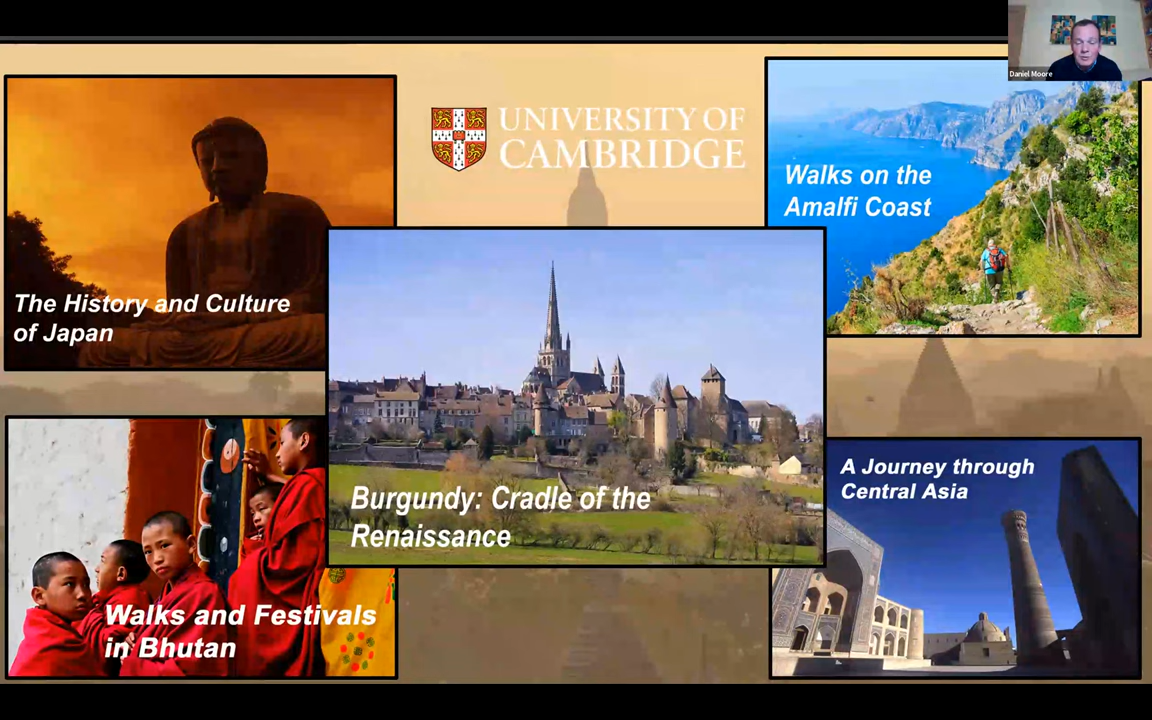 Daniel Moore
UNIVERSITY OF
CAMBRIDGE
Walks on the
Amalfi Coast
The History and Culture
of Japan
Burgundy: Cradle of the
Renaissance
A Journey through
Central Asia
Walks and Festivals
in Bhutan